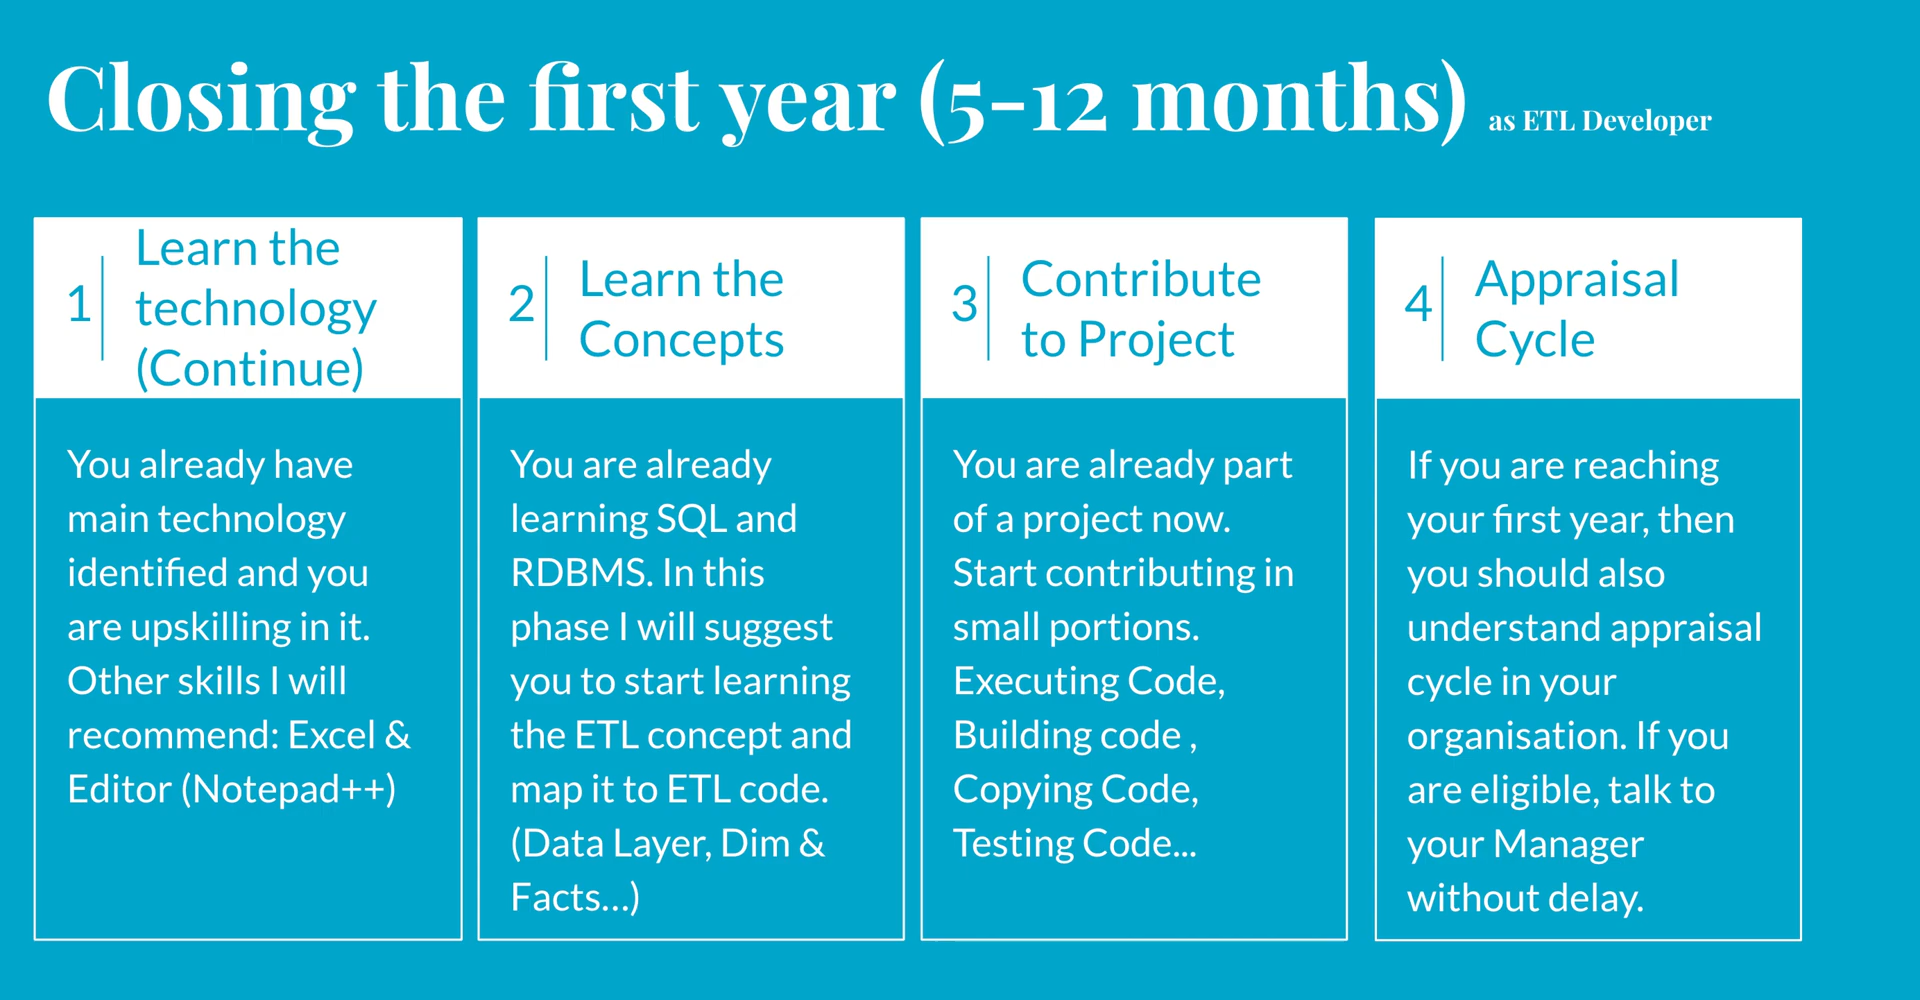 Closing the first year (5-12 months) as ETL Developer
1
Learn the
technology
(Continue)
You already have
main technology
identified and you
are upskilling in it.
Other skills I will
recommend: Excel &
Editor (Notepad++)
2
Learn the
Concepts
You are already
learning SQL and
RDBMS. In this
phase I will suggest
you to start learning
the ETL concept and
map it to ETL code.
(Data Layer, Dim &
Facts...)
3
Contribute
to Project
You are already part
of a project now.
Start contributing in
small portions.
Executing Code,
Building code ,
Copying Code,
Testing Code...
4
Appraisal
Cycle
If you are reaching
your first year, then
you should also
understand appraisal
cycle in your
organisation. If you
are eligible, talk to
your Manager
without delay.